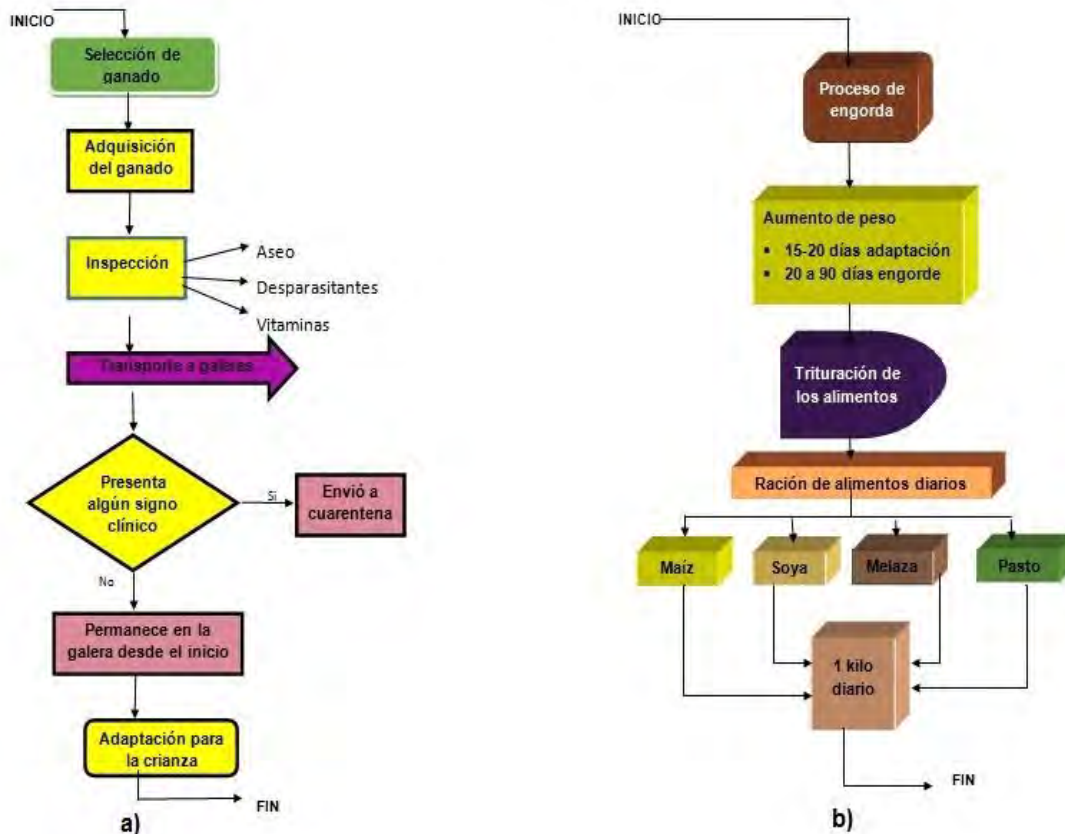 INICIO
Selección de
ganado
Adquisición
del ganado
Inspección
Aseo
Desparasitantes
Vitaminas
Transporte a galeras
Presenta
algún signo
clínico
Si
Envió a
cuarentena
No
Permanece en la
galera desde el inicio
Adaptación para
la crianza
FIN
a)
INICIO
Proceso de
engorda
Aumento de peso
▪ 15-20 días adaptación
▪ 20 a 90 días engorde
Trituración de
los alimentos
Ración de alimentos diarios
Maíz
Soya
Melaza
Pasto
1 kilo
diario
FIN
b)